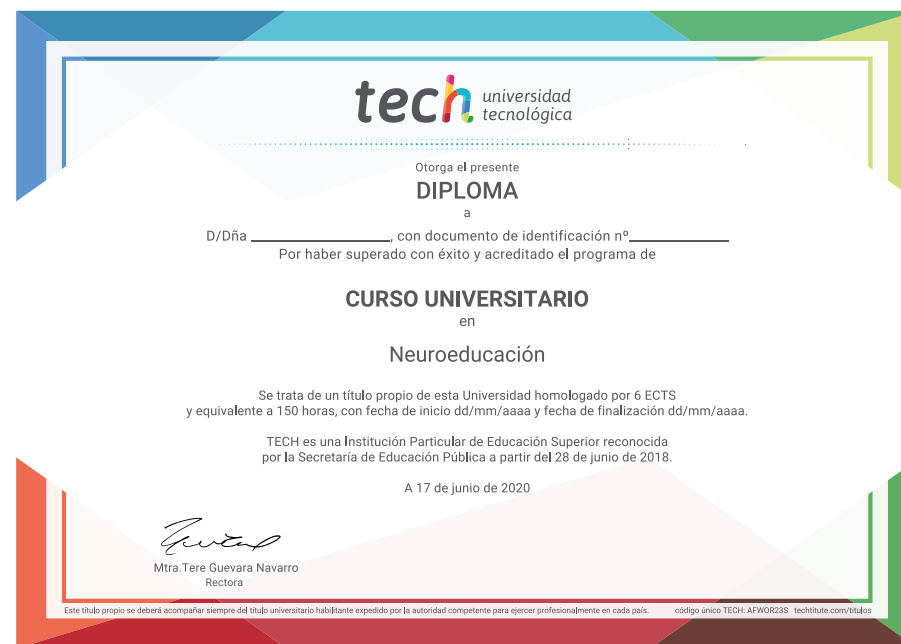 tech universidad
tecnológica
Otorga el presente
DIPLOMA
a
D/Dña ________________, con documento de identificación nº____________
Por haber superado con éxito y acreditado el programa de
CURSO UNIVERSITARIO
en
Neuroeducación
Se trata de un título propio de esta Universidad homologado por 6 ECTS
y equivalente a 150 horas, con fecha de inicio dd/mm/aaaa y fecha de finalización dd/mm/aaaa.
TECH es una Institución Particular de Educación Superior reconocida
por la Secretaría de Educación Pública a partir del 28 de junio de 2018.
A 17 de junio de 2020
Mtra.Tere Guevara Navarro
Rectora
Este título propio se deberá acompañar siempre del título universitario habilitante expedido por la autoridad competente para ejercer profesionalmente en cada país. código único TECH: AFWOR23S techtitute.com/titulos